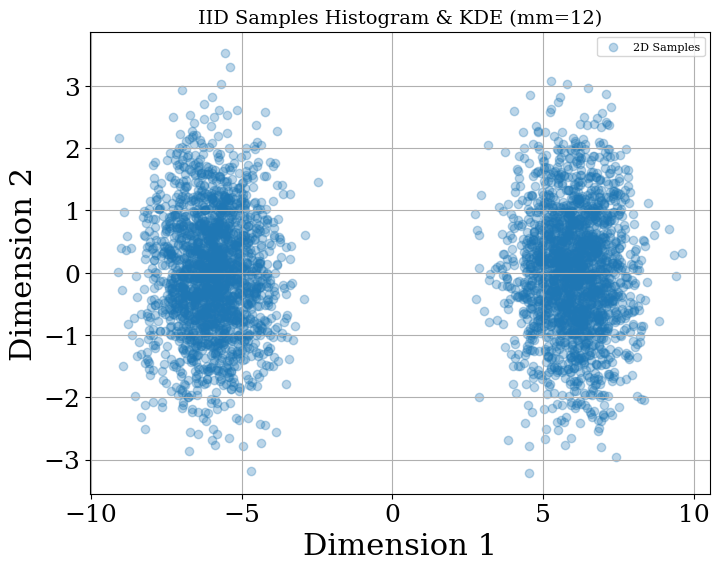 IID Samples Histogram & KDE (mm=12)
2D Samples
Dimension 2
3
2
1
0
−1
−2
−3
−10 −5 0 5 10
Dimension 1